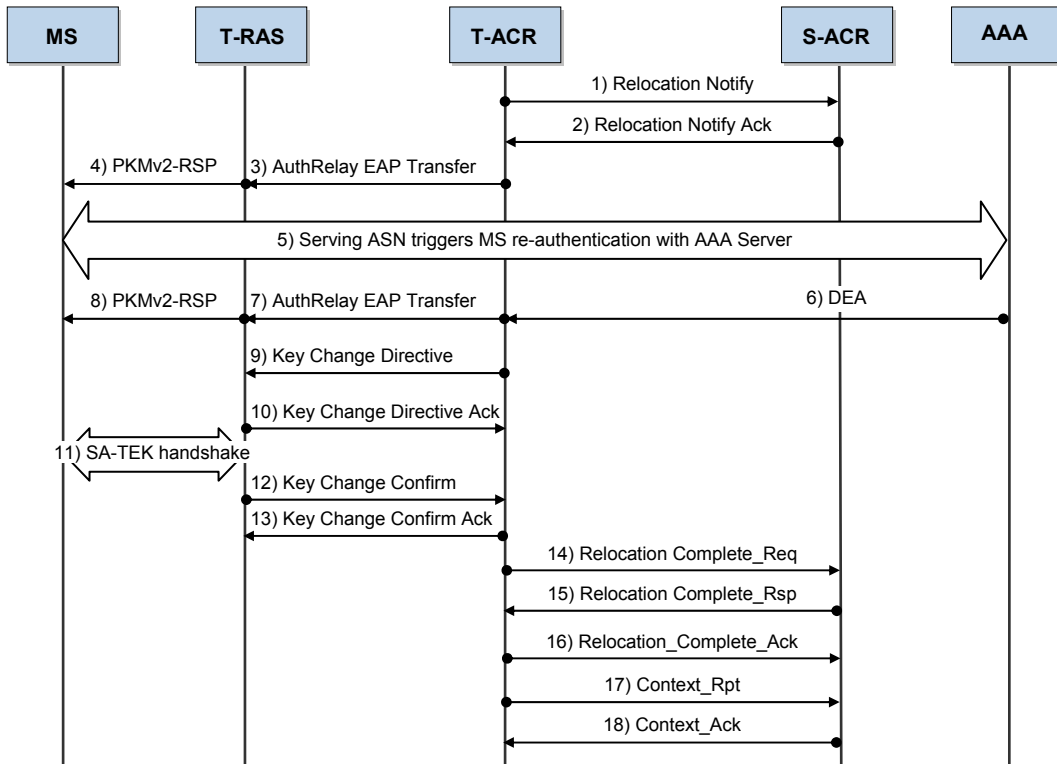 MS
T-RAS
T-ACR
S-ACR
AAA
1) Relocation Notify
2) Relocation Notify Ack
4) PKMv2-RSP
3) AuthRelay EAP Transfer
5) Serving ASN triggers MS re-authentication with AAA Server
8) PKMv2-RSP
7) AuthRelay EAP Transfer
6) DEA
9) Key Change Directive
10) Key Change Directive Ack
11) SA-TEK handshake
12) Key Change Confirm
13) Key Change Confirm Ack
14) Relocation Complete_Req
15) Relocation Complete_Rsp
16) Relocation_Complete_Ack
17) Context_Rpt
18) Context_Ack